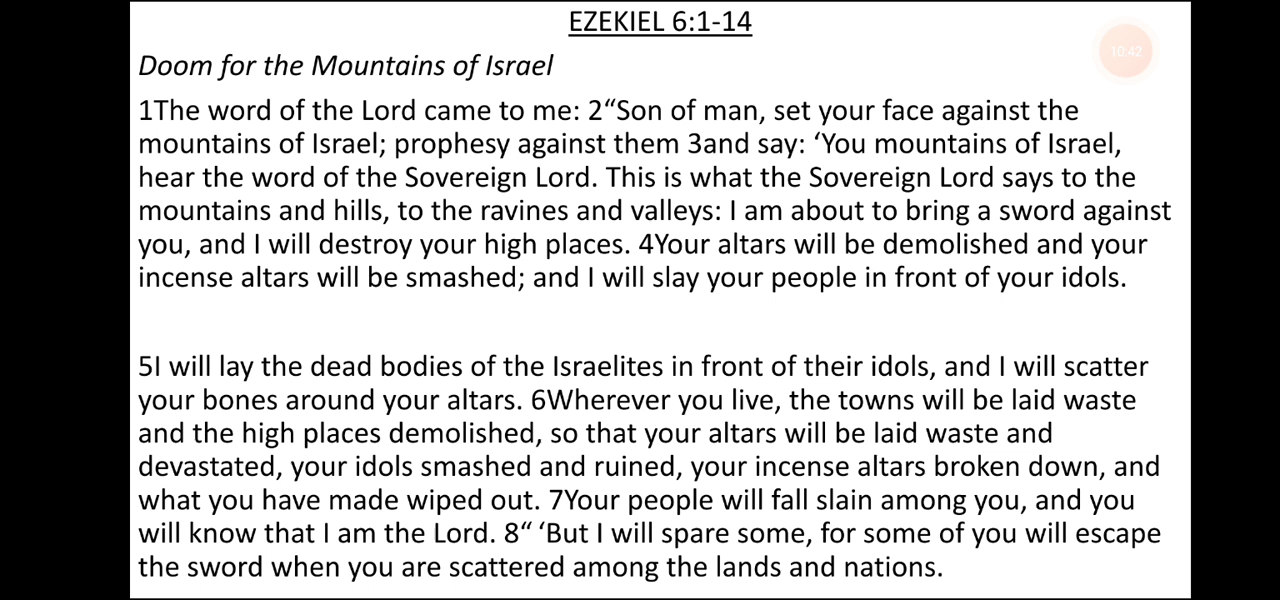 EZEKIEL 6:1-14
10:42
Doom for the Mountains of Israel
1The word of the Lord came to me: 2“Son of man, set your face against the
mountains of Israel; prophesy against them 3and say: ‘You mountains of Israel,
hear the word of the Sovereign Lord. This is what the Sovereign Lord says to the
mountains and hills, to the ravines and valleys: I am about to bring a sword against
you, and I will destroy your high places. 4Your altars will be demolished and your
incense altars will be smashed; and I will slay your people in front of your idols.
5I will lay the dead bodies of the Israelites in front of their idols, and I will scatter
your bones around your altars. 6Wherever you live, the towns will be laid waste
and the high places demolished, so that your altars will be laid waste and
devastated, your idols smashed and ruined, your incense altars broken down, and
what you have made wiped out. 7Your people will fall slain among you, and you
will know that I am the Lord. 8“ ‘But I will spare some, for some of you will escape
the sword when you are scattered among the lands and nations.